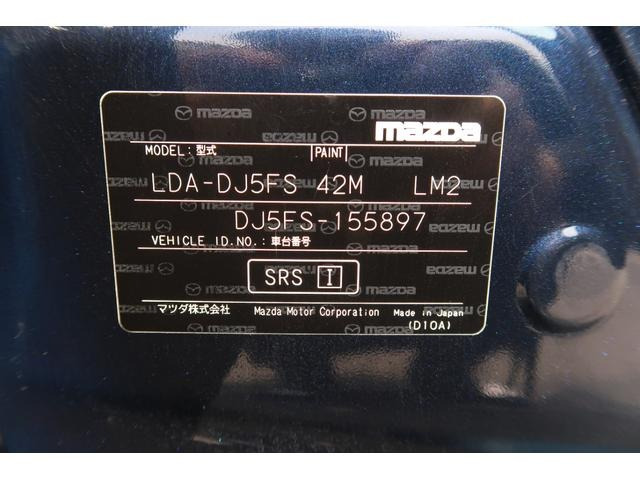 mazda
MODEL:型式 PAINT
LDA-DJ5FS 42M LM2
DJ5FS-155897
VEHICLE ID.NO.:車台番号
SRS I
マツダ株式会社 Mazda Motor Corporation Made in Japan
(D10A)